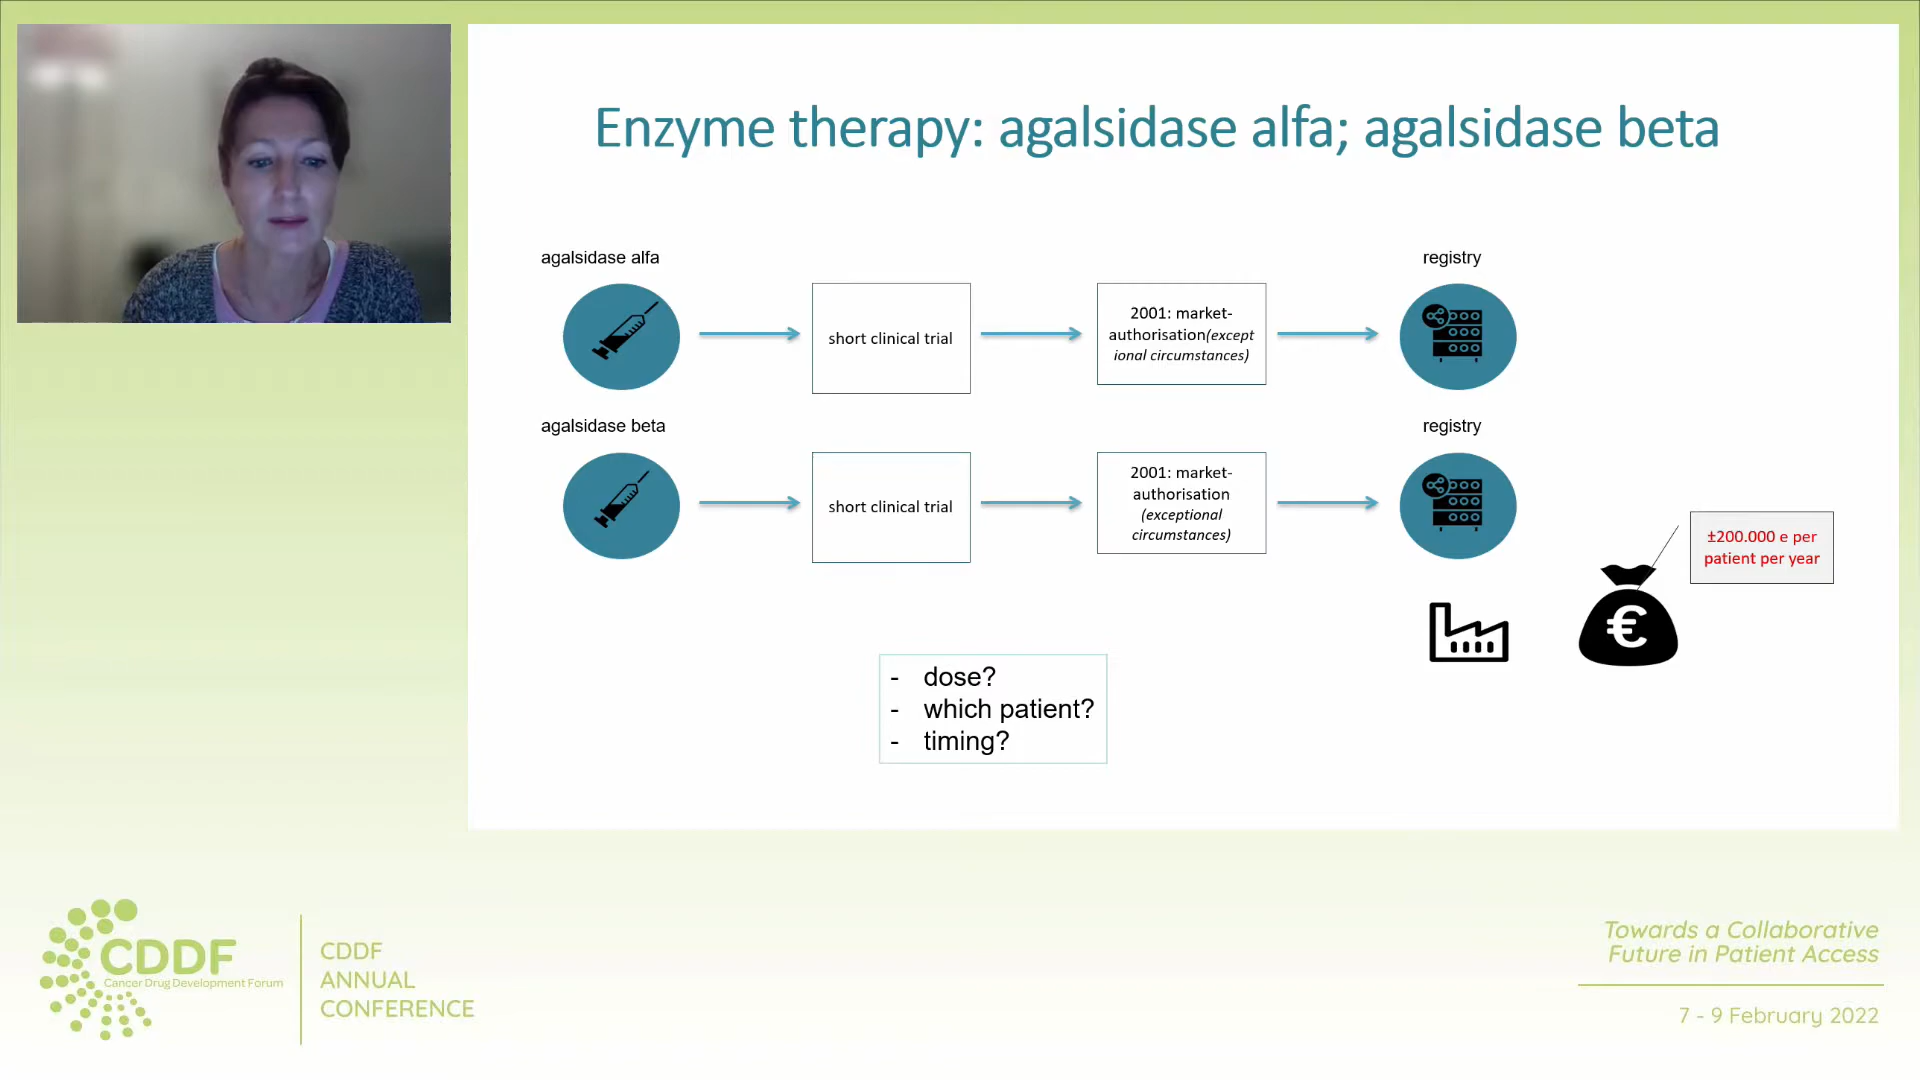 Enzyme therapy: agalsidase alfa; agalsidase beta
agalsidase alfa
short clinical trial
2001: market-
authorisation(except
ional circumstances)
registry
agalsidase beta
short clinical trial
2001: market-
authorisation
(exceptional
circumstances)
registry
±200.000 e per
patient per year
€
- dose?
- which patient?
- timing?
CDDF
Cancer Drug Development Forum
CDDF
ANNUAL
CONFERENCE
Towards a Collaborative
Future in Patient Access
7 - 9 February 2022